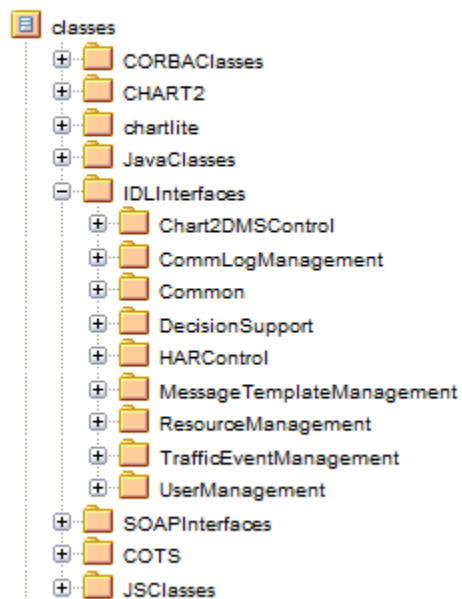 classes
CORBAClasses
CHART2
chartlite
JavaClasses
IDLInterfaces
Chart2DMSControl
CommLogManagement
Common
DecisionSupport
HARControl
MessageTemplateManagement
ResourceManagement
TrafficEventManagement
UserManagement
SOAPInterfaces
COTS
JSClasses